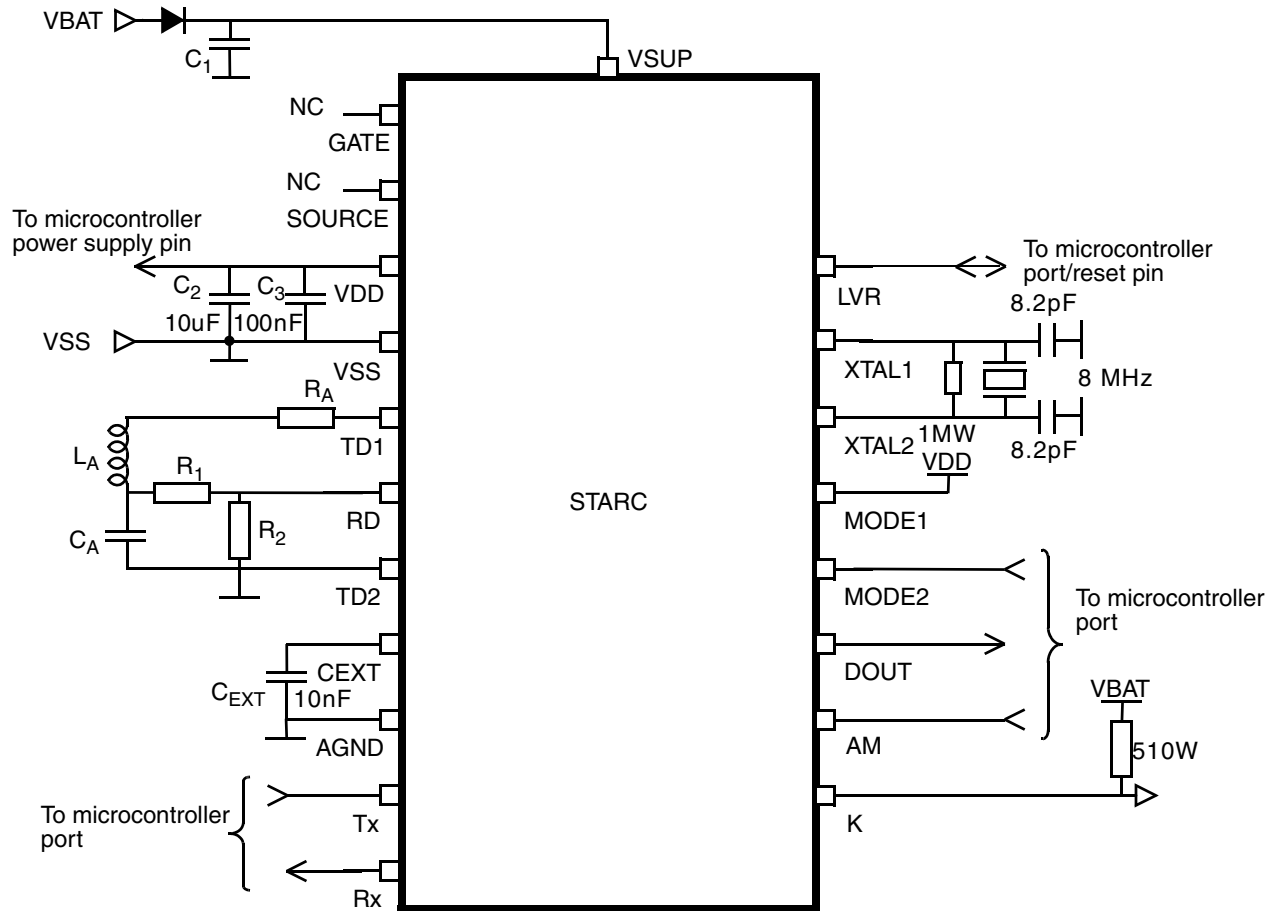 VBAT
C1
VSUP
NC
GATE
NC
SOURCE
To microcontroller
power supply pin
C2
C3
VDD
10uF
100nF
VSS
VSS
RA
TD1
LA
R1
RD
CA
R2
TD2
CEXT
CEXT
10nF
AGND
To microcontroller
port
Tx
Rx
STARC
To microcontroller
port/reset pin
LVR
8.2pF
XTAL1
8 MHz
XTAL2
1MW
8.2pF
VDD
MODE1
MODE2
To microcontroller
port
DOUT
VBAT
AM
510W
K